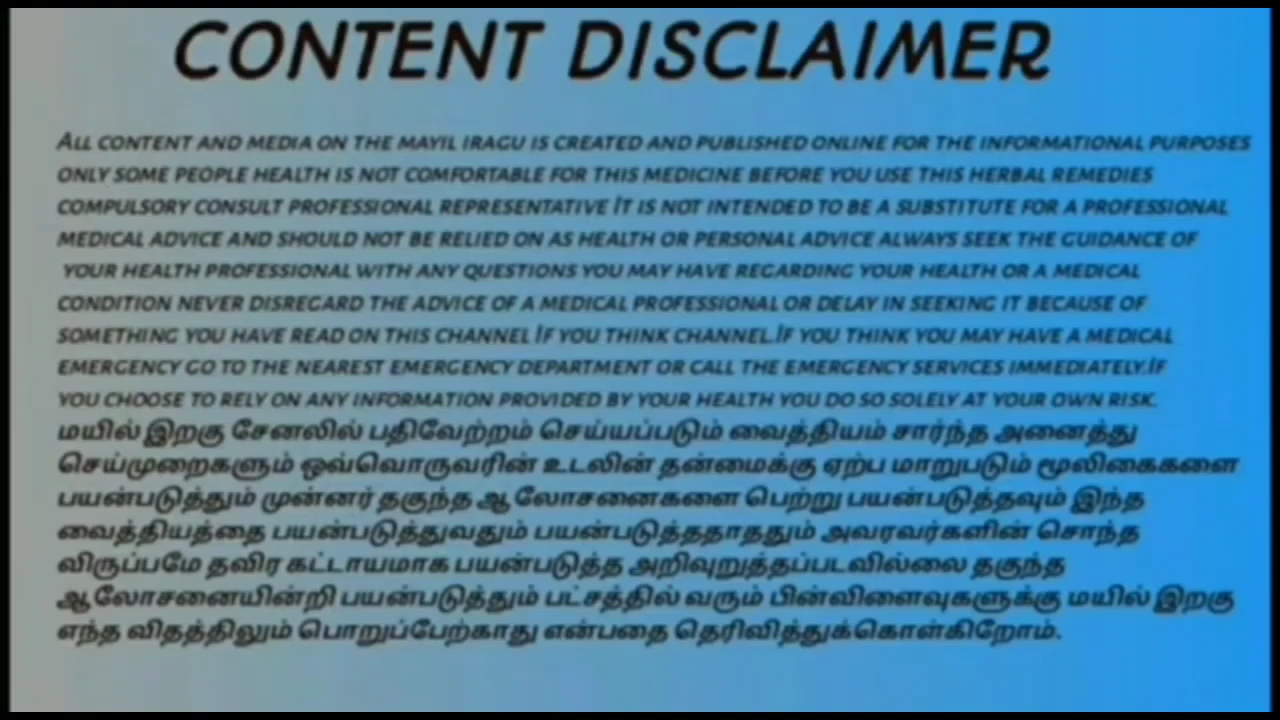 CONTENT DISCLAIMER
ALL CONTENT AND MEDIA ON THE MAYIL IRAGU IS CREATED AND PUBLISHED ONLINE FOR THE INFORMATIONAL PURPOSES
ONLY SOME PEOPLE HEALTH IS NOT COMFORTABLE FOR THIS MEDICINE BEFORE YOU USE THIS HERBAL REMEDIES
COMPULSORY CONSULT PROFESSIONAL REPRESENTATIVE IT IS NOT INTENDED TO BE A SUBSTITUTE FOR A PROFESSIONAL
MEDICAL ADVICE AND SHOULD NOT BE RELIED ON AS HEALTH OR PERSONAL ADVICE ALWAYS SEEK THE GUIDANCE OF
YOUR HEALTH PROFESSIONAL WITH ANY QUESTIONS YOU MAY HAVE REGARDING YOUR HEALTH OR A MEDICAL
CONDITION NEVER DISREGARD THE ADVICE OF A MEDICAL PROFESSIONAL OR DELAY IN SEEKING IT BECAUSE OF
SOMETHING YOU HAVE READ ON THIS CHANNEL IF YOU THINK CHANNEL.IF YOU THINK YOU MAY HAVE A MEDICAL
EMERGENCY GO TO THE NEAREST EMERGENCY DEPARTMENT OR CALL THE EMERGENCY SERVICES IMMEDIATELY.IF
YOU CHOOSE TO RELY ON ANY INFORMATION PROVIDED BY YOUR HEALTH YOU DO SO SOLELY AT YOUR OWN RISK.
மயில் இறகு சேனலில் பதிவேற்றம் செய்யப்படும் வைத்தியம் சார்ந்த அனைத்து
செய்முறைகளும் ஒவ்வொருவரின் உடலின் தன்மைக்கு ஏற்ப மாறுபடும் மூலிகைகளை
பயன்படுத்தும் முன்னர் தகுந்த ஆலோசனைகளை பெற்று பயன்படுத்தவும் இந்த
வைத்தியத்தை பயன்படுத்துவதும் பயன்படுத்ததாததும் அவரவர்களின் சொந்த
விருப்பமே தவிர கட்டாயமாக பயன்படுத்த அறிவுறுத்தப்படவில்லை தகுந்த
ஆலோசனையின்றி பயன்படுத்தும் பட்சத்தில் வரும் பின்விளைவுகளுக்கு மயில் இறகு
எந்த விதத்திலும் பொறுப்பேற்காது என்பதை தெரிவித்துக்கொள்கிறோம்.